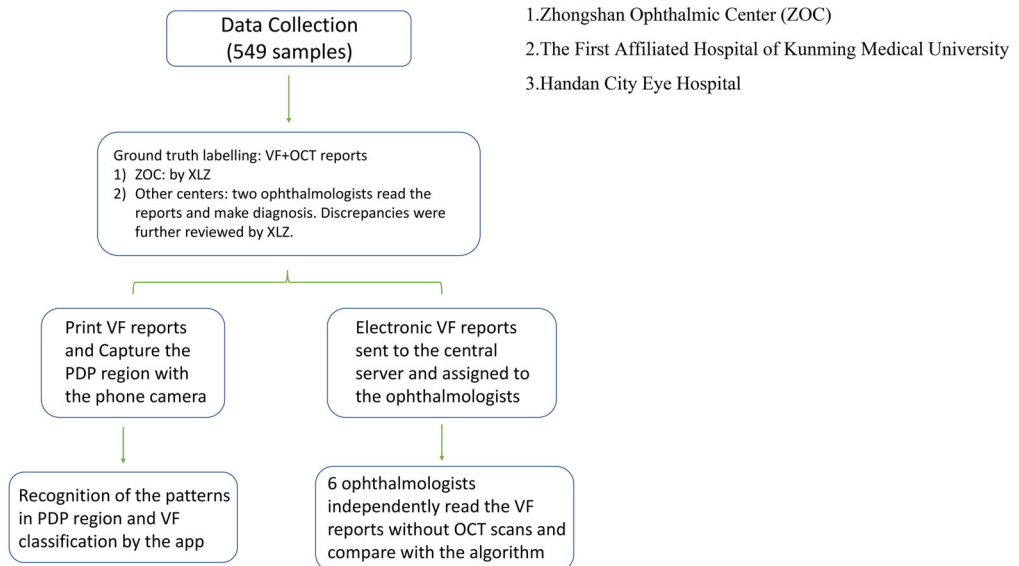 Data Collection
(549 samples)
1.Zhongshan Ophthalmic Center (ZOC)
2.The First Affiliated Hospital of Kunming Medical University
3.Handan City Eye Hospital
Ground truth labelling: VF+OCT reports
1) ZOC: by XLZ
2) Other centers: two ophthalmologists read the
reports and make diagnosis. Discrepancies were
further reviewed by XLZ.
Print VF reports
and Capture the
PDP region with
the phone camera
Electronic VF reports
sent to the central
server and assigned to
the ophthalmologists
Recognition of the patterns
in PDP region and VF
classification by the app
6 ophthalmologists
independently read the VF
reports without OCT scans and
compare with the algorithm